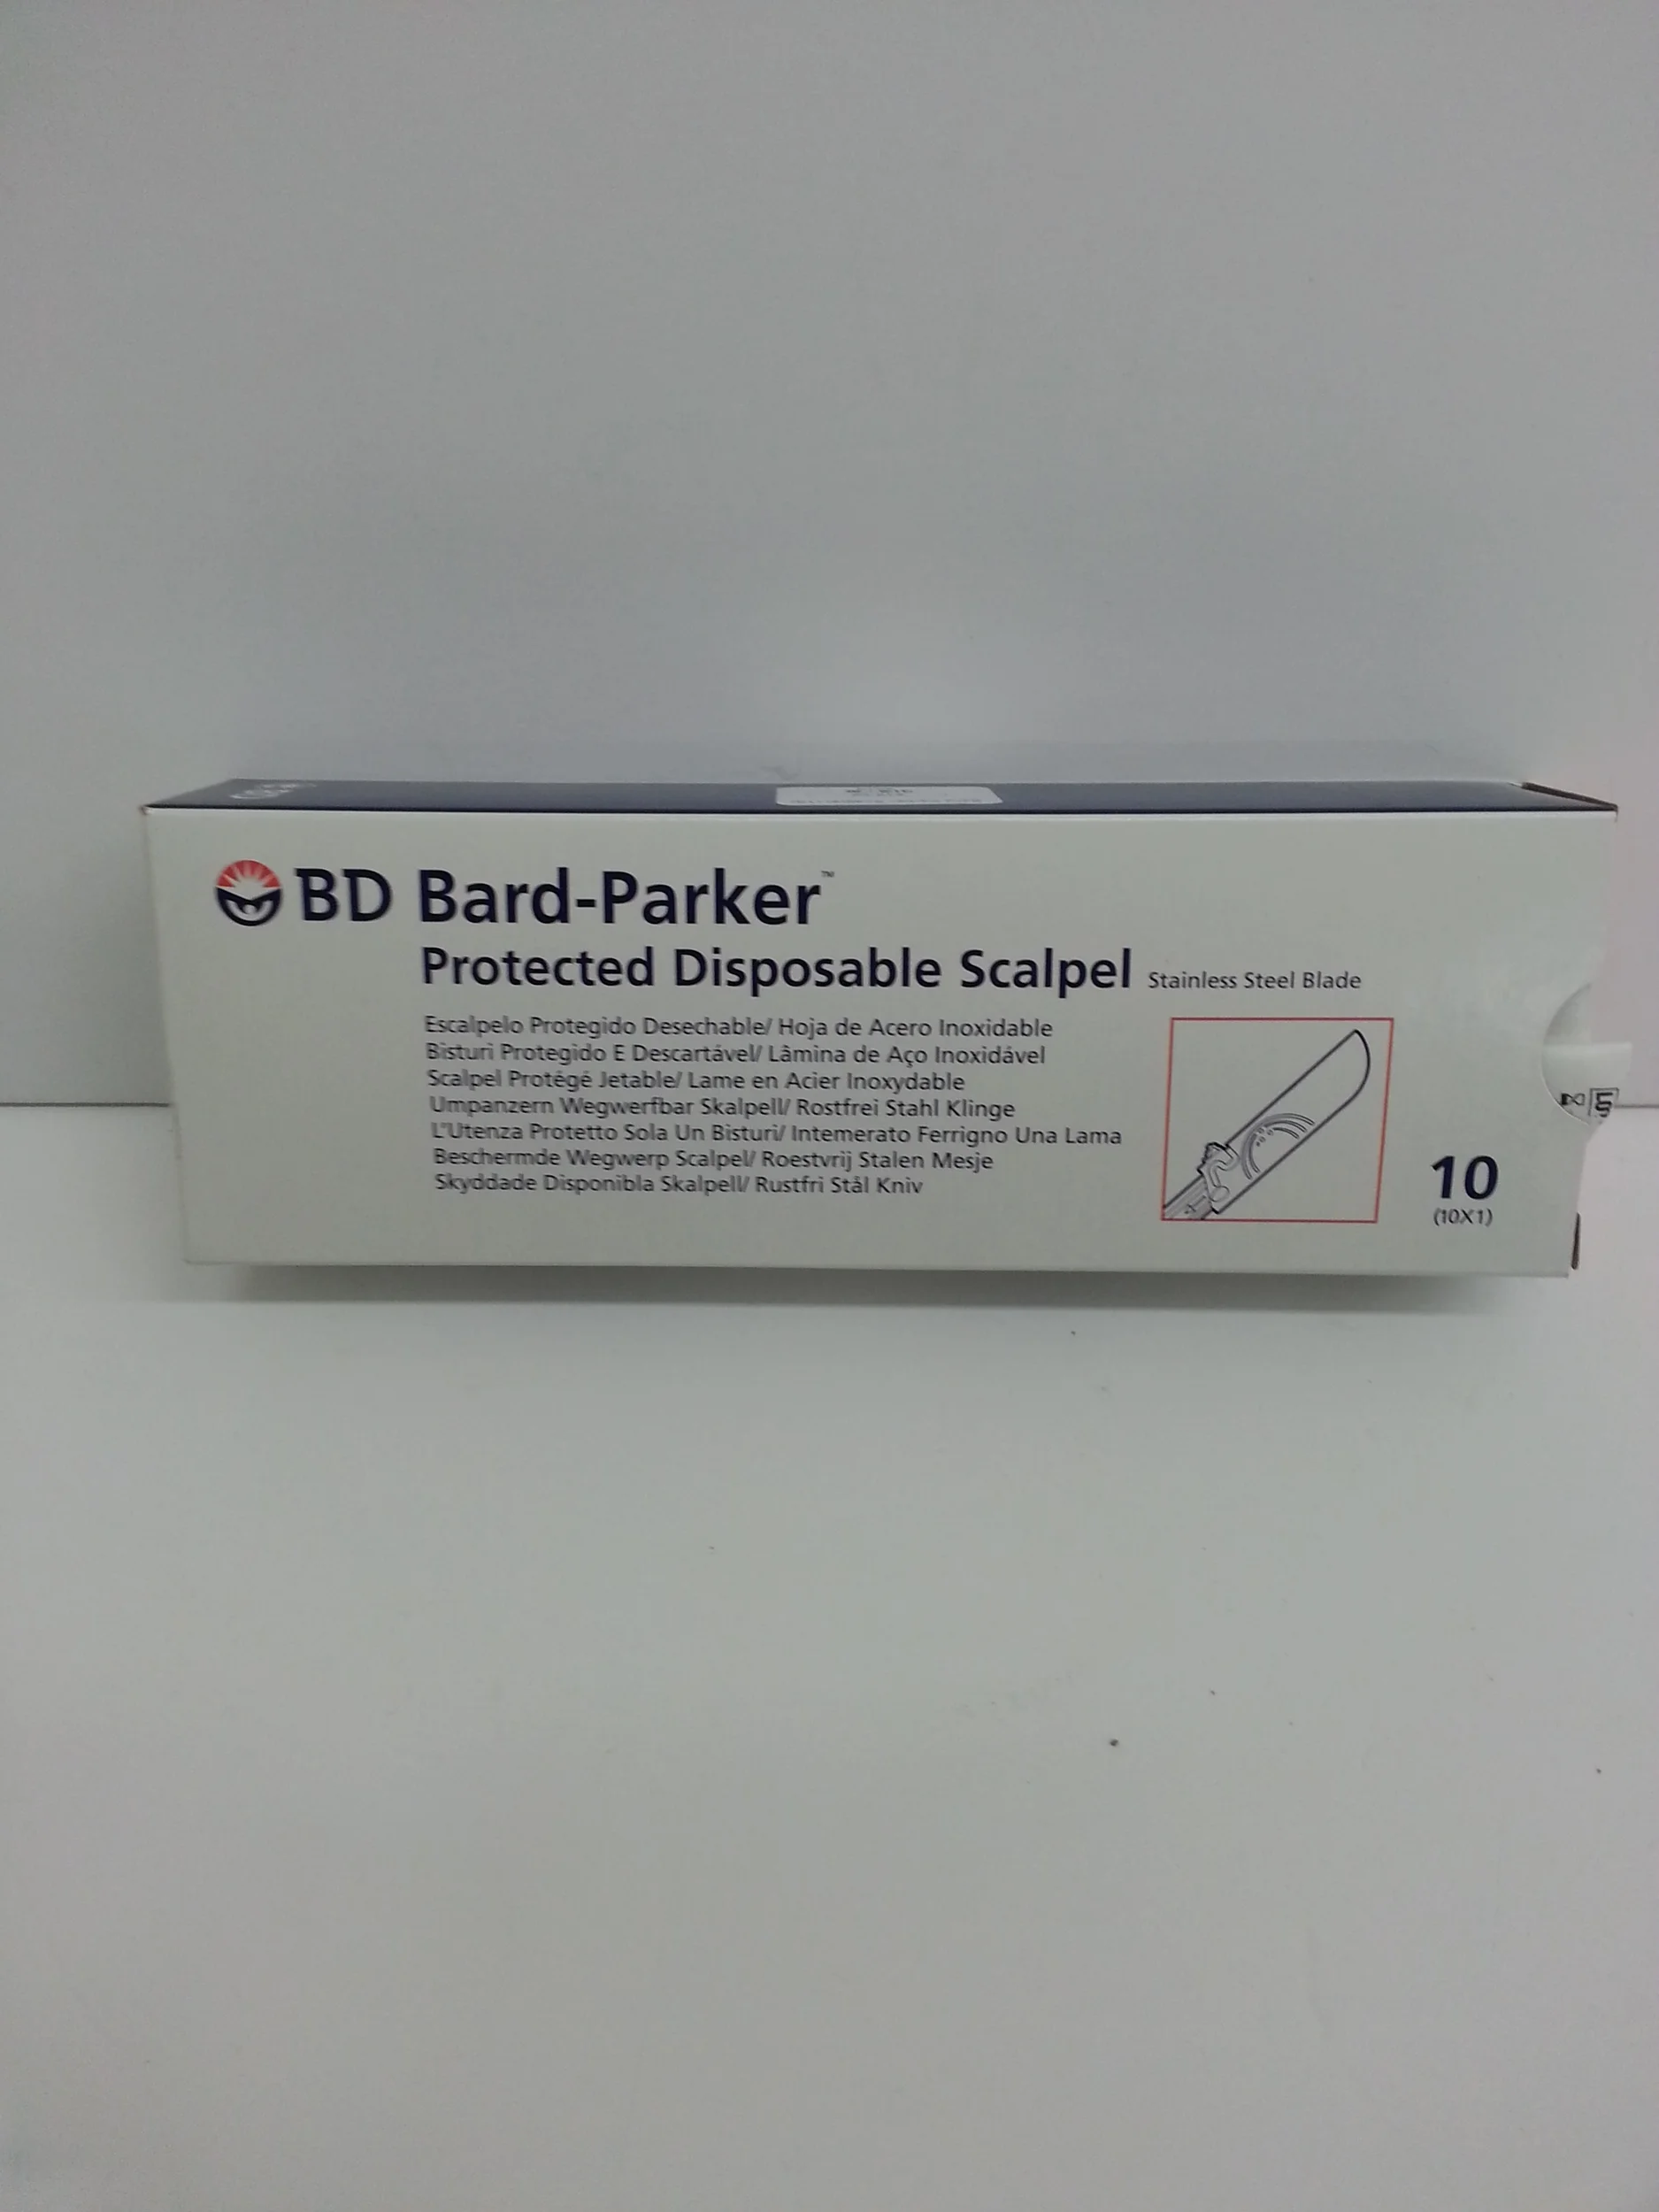 BD Bard-Parker™
Protected Disposable Scalpel Stainless Steel Blade
Escalpelo Protegido Desechable/ Hoja de Acero Inoxidable
Bisturi Protegido E Descartável/ Lâmina de Aço Inoxidável
Scalpel Protégé Jetable/ Lame en Acier Inoxydable
Umpanzern Wegwerfbar Skalpell/ Rostfrei Stahl Klinge
L'Utenza Protetto Sola Un Bisturi/ Intemerato Ferrigno Una Lama
Beschermde Wegwerp Scalpel/ Roestvrij Stalen Mesje
Skyddade Disponibla Skalpell/ Rustfri Stål Kniv
10
(10X1)